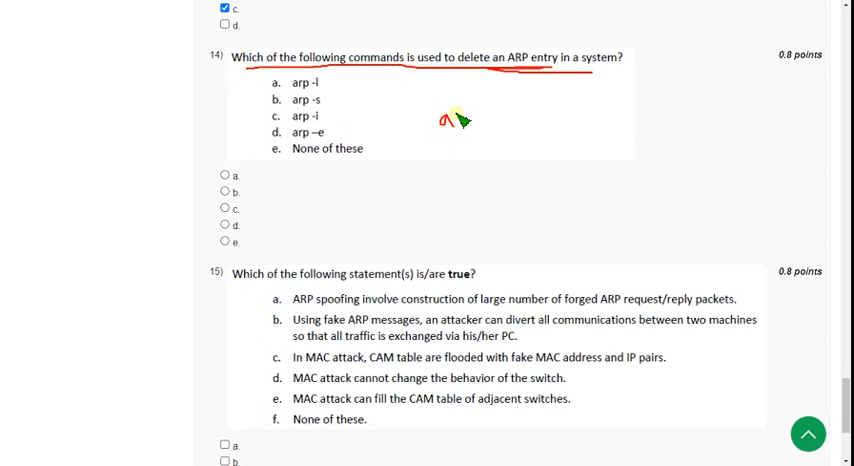 c.
d.
14) Which of the following commands is used to delete an ARP entry in a system? 0.8 points
a. arp -l
b. arp -s
c. arp -i
d. arp –e
e. None of these
a
a.
b.
c.
d.
e.
15) Which of the following statement(s) is/are true? 0.8 points
a. ARP spoofing involve construction of large number of forged ARP request/reply packets.
b. Using fake ARP messages, an attacker can divert all communications between two machines
so that all traffic is exchanged via his/her PC.
c. In MAC attack, CAM table are flooded with fake MAC address and IP pairs.
d. MAC attack cannot change the behavior of the switch.
e. MAC attack can fill the CAM table of adjacent switches.
f. None of these.
a.
b.